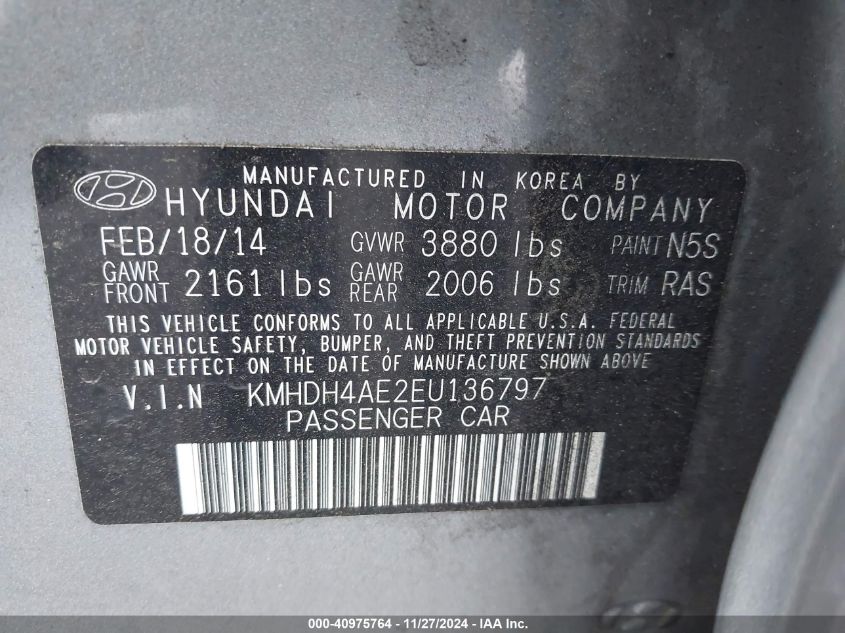 MANUFACTURED IN KOREA BY
HYUNDAI MOTOR COMPANY
FEB/18/14 GVWR 3880 lbs PAINT N5S
GAWR FRONT 2161 lbs GAWR REAR 2006 lbs TRIM RAS
THIS VEHICLE CONFORMS TO ALL APPLICABLE U.S.A. FEDERAL
MOTOR VEHICLE SAFETY, BUMPER, AND THEFT PREVENTION STANDARDS
IN EFFECT ON THE DATE OF MANUFACTURE SHOWN ABOVE
V.I.N KMHDH4AE2EU136797
PASSENGER CAR
000-40975764 - 11/27/2024 - IAA Inc.